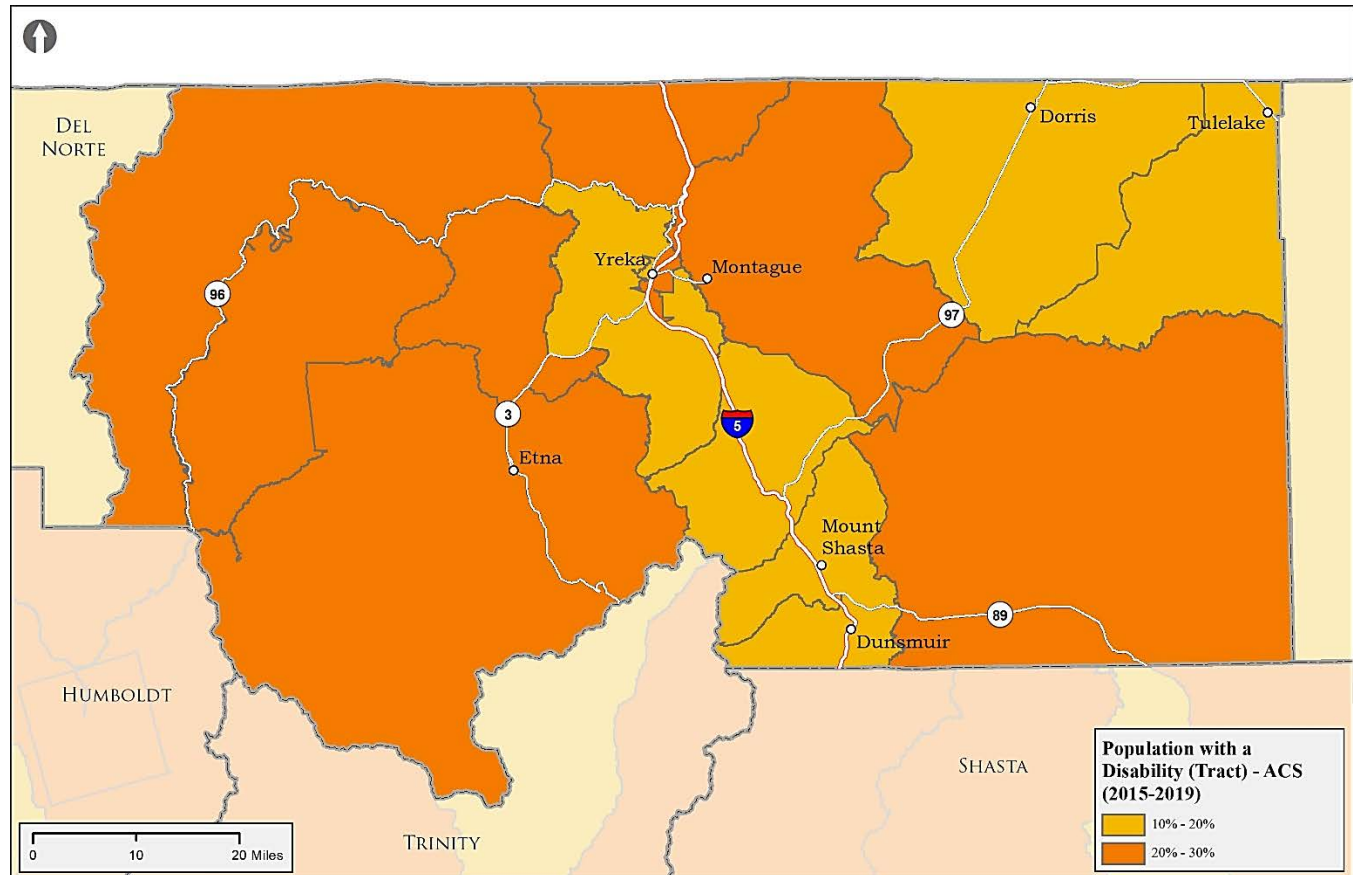 DEL
NORTE
Dorris
Tulelake
Yreka
Montague
96
97
3
5
Etna
Mount
Shasta
89
Dunsmuir
HUMBOLDT
SHASTA
TRINITY
Population with a
Disability (Tract) - ACS
(2015-2019)
10% - 20%
20% - 30%
0 10 20 Miles